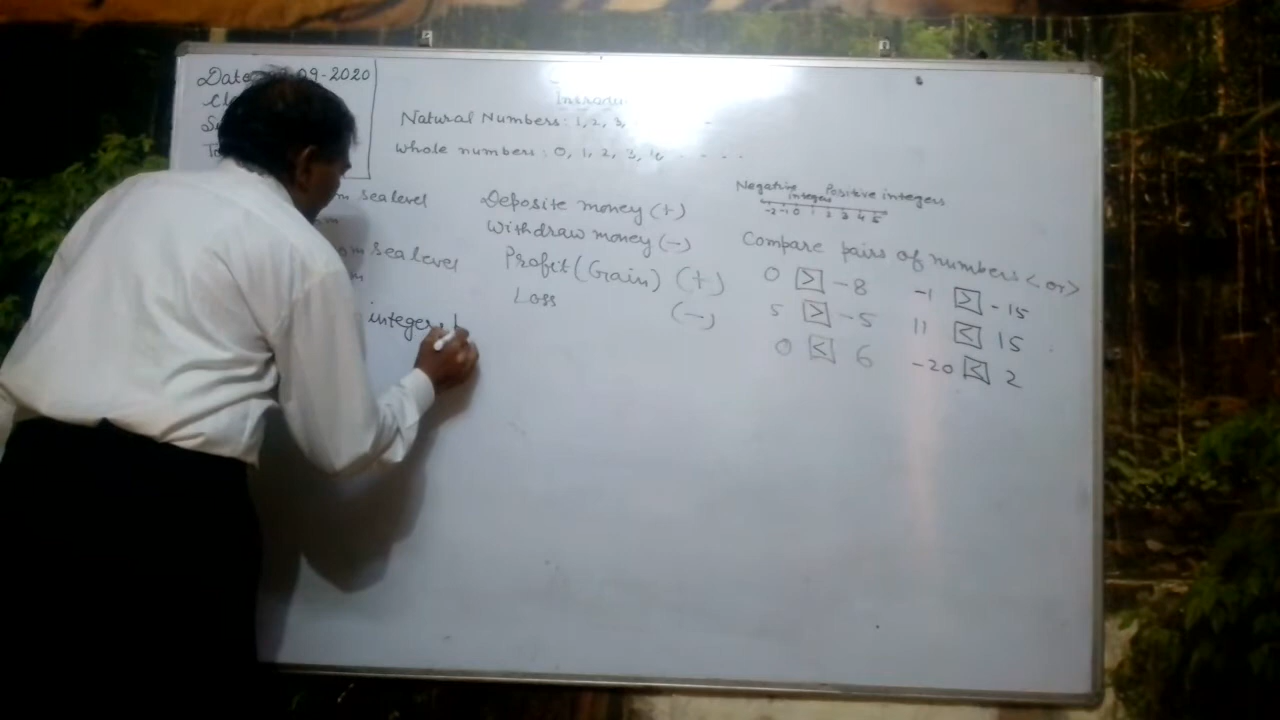 Date 09-2020
Natural Numbers: 1, 2, 3,
Whole numbers: 0, 1, 2, 3, 4 - - - - -
sea level
sea level
integer
Deposite money (+)
Withdraw money (-)
Profit (Gain) (+)
Loss (-)
Negative integers Positive integers
-2 -1 0 1 2 3 4 5
Compare pairs of numbers < or >
0 > -8
5 > -5
0 < 6
-1 > -15
11 < 15
-20 < 2